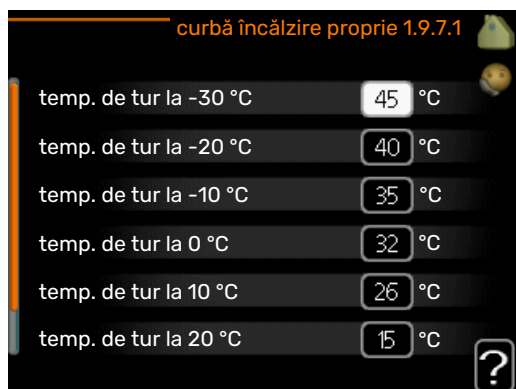 curbă încălzire proprie 1.9.7.1
temp. de tur la -30 °C 45 °C
temp. de tur la -20 °C 40 °C
temp. de tur la -10 °C 35 °C
temp. de tur la 0 °C 32 °C
temp. de tur la 10 °C 26 °C
temp. de tur la 20 °C 15 °C
?